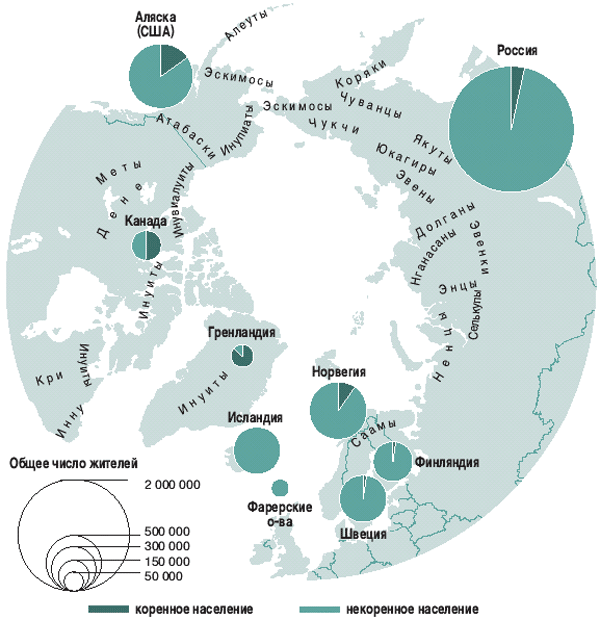 Аляска
(США)
Алеуты
Россия
Эскимосы
Коряки
Эскимосы
Чуванцы
Чукчи
Атабаски
Инупиаты
Якуты
Юкагиры
Эвены
Меты
Дене
Инувиалуиты
Долганы
Эвенки
Нганасаны
Канада
Инуиты
Энцы
Селькупы
Ненцы
Гренландия
Инуиты
Кри
Инуиты
Инну
Норвегия
Саамы
Исландия
Финляндия
Фарерские
о-ва
Швеция
Общее число жителей
2 000 000
500 000
300 000
150 000
50 000
коренное население
некоренное население